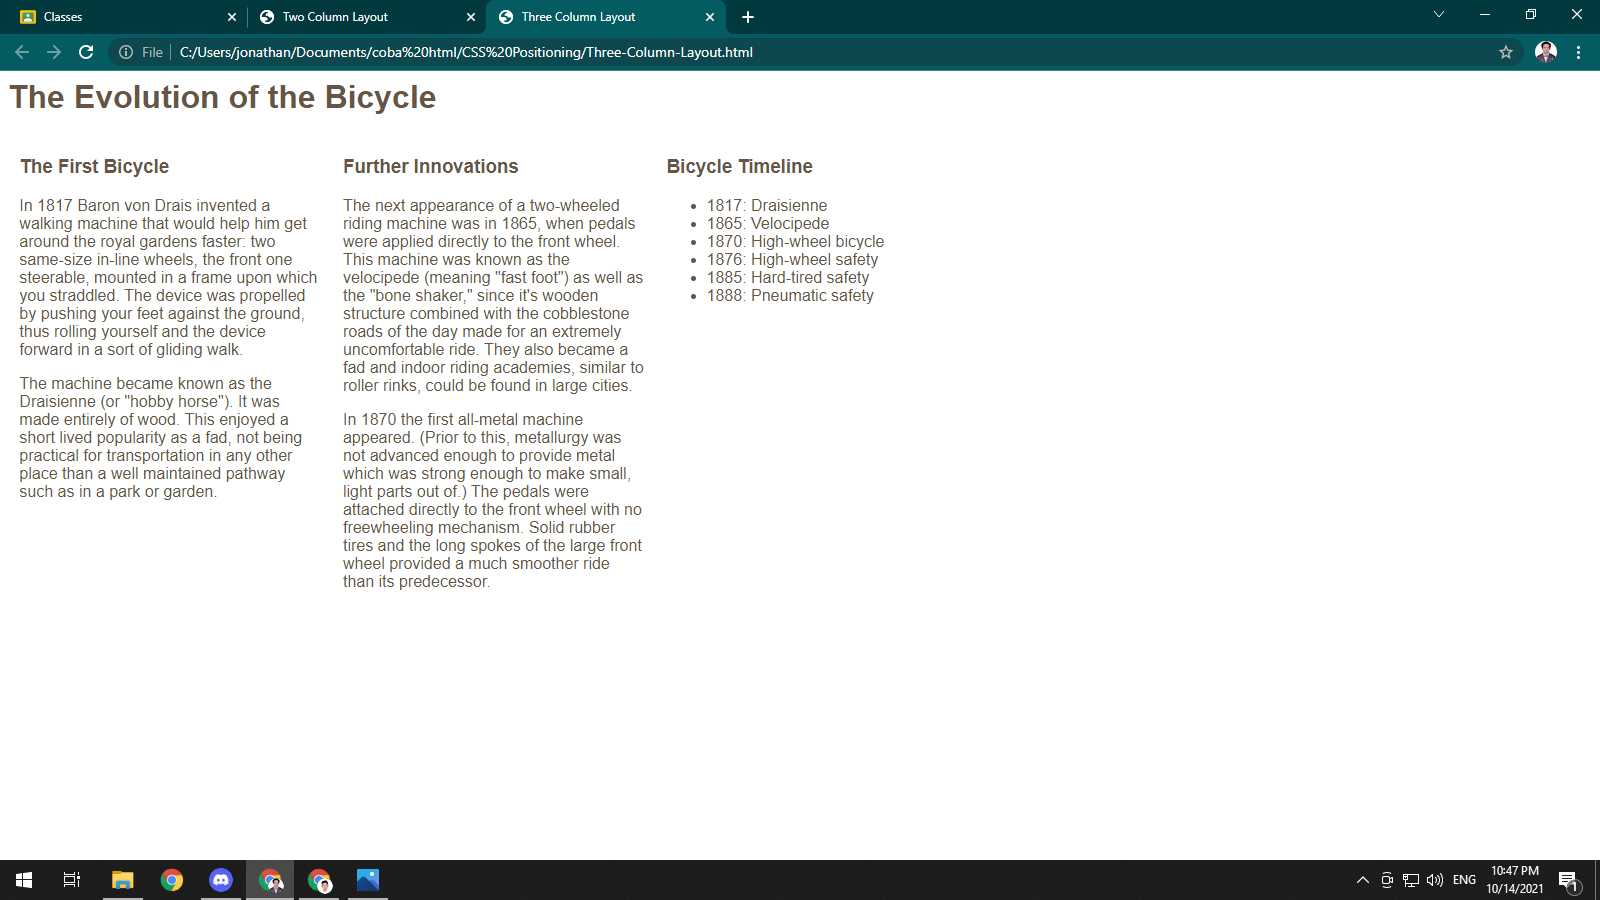 Classes
Two Column Layout
Three Column Layout
File
C:/Users/jonathan/Documents/coba%20html/CSS%20Positioning/Three-Column-Layout.html
The Evolution of the Bicycle
The First Bicycle
In 1817 Baron von Drais invented a
walking machine that would help him get
around the royal gardens faster: two
same-size in-line wheels, the front one
steerable, mounted in a frame upon which
you straddled. The device was propelled
by pushing your feet against the ground,
thus rolling yourself and the device
forward in a sort of gliding walk.
The machine became known as the
Draisienne (or "hobby horse"). It was
made entirely of wood. This enjoyed a
short lived popularity as a fad, not being
practical for transportation in any other
place than a well maintained pathway
such as in a park or garden.
Further Innovations
The next appearance of a two-wheeled
riding machine was in 1865, when pedals
were applied directly to the front wheel.
This machine was known as the
velocipede (meaning "fast foot") as well as
the "bone shaker," since it's wooden
structure combined with the cobblestone
roads of the day made for an extremely
uncomfortable ride. They also became a
fad and indoor riding academies, similar to
roller rinks, could be found in large cities.
In 1870 the first all-metal machine
appeared. (Prior to this, metallurgy was
not advanced enough to provide metal
which was strong enough to make small,
light parts out of.) The pedals were
attached directly to the front wheel with no
freewheeling mechanism. Solid rubber
tires and the long spokes of the large front
wheel provided a much smoother ride
than its predecessor.
Bicycle Timeline
• 1817: Draisienne
• 1865: Velocipede
• 1870: High-wheel bicycle
• 1876: High-wheel safety
• 1885: Hard-tired safety
• 1888: Pneumatic safety
ENG
10:47 PM
10/14/2021
1